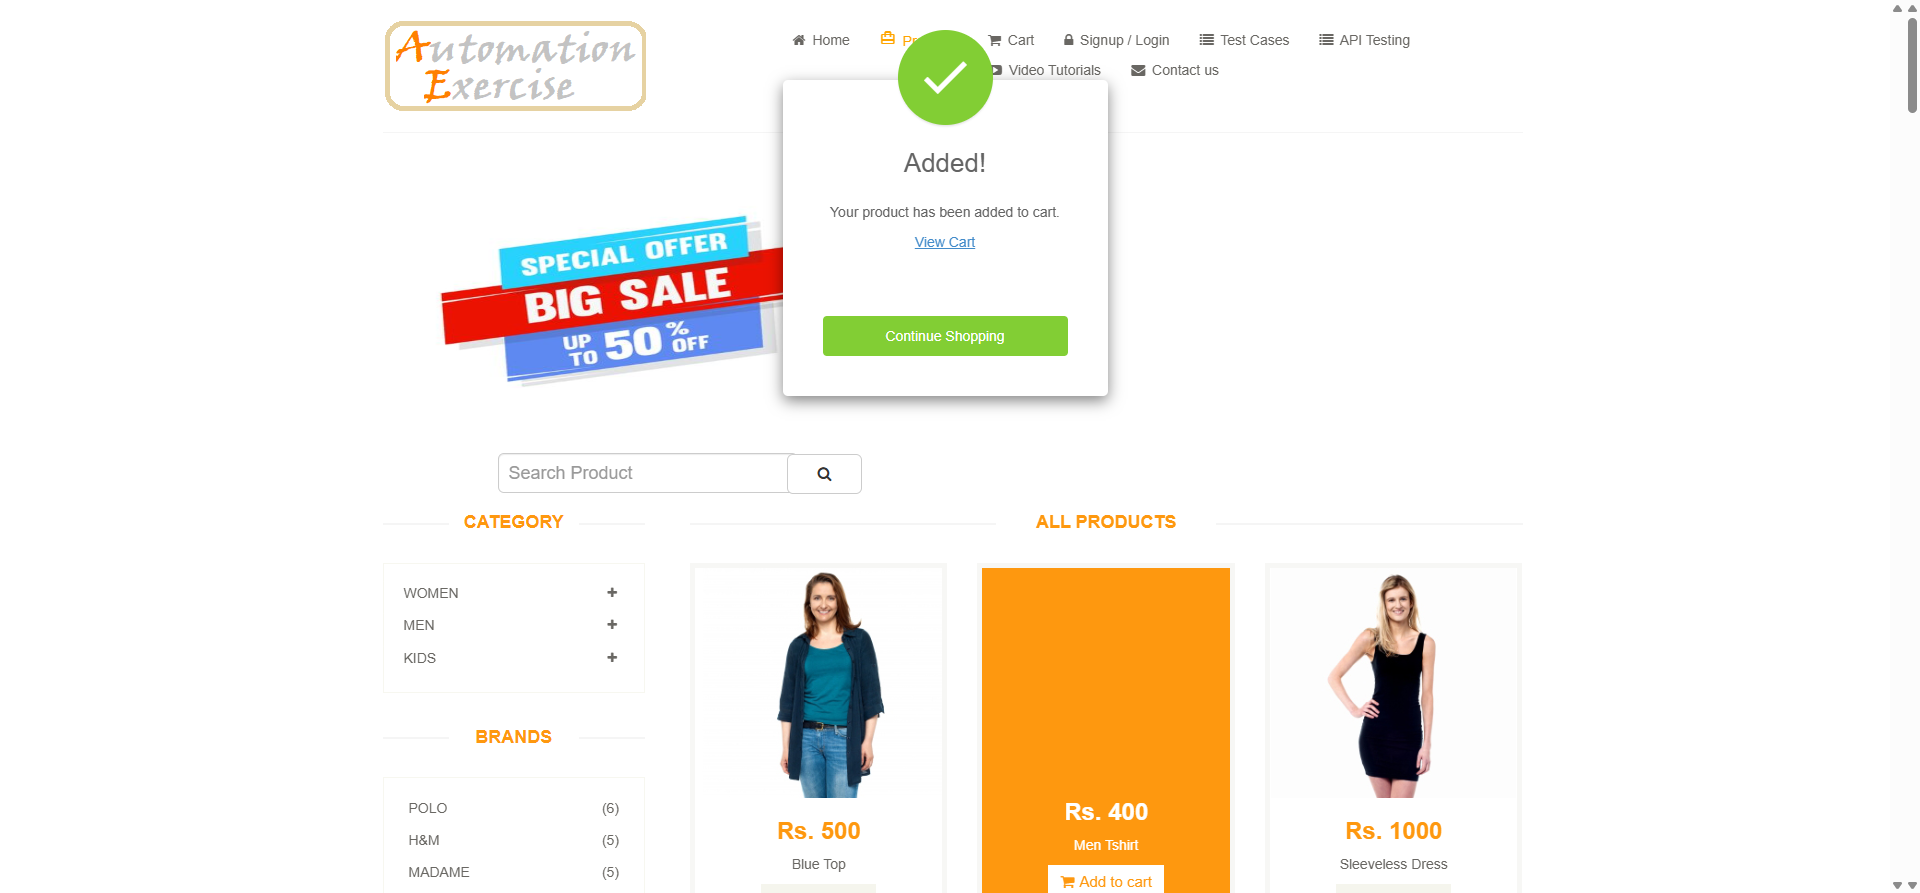 Automation
Exercise
Home
Pr
Cart
Signup / Login
Test Cases
API Testing
Video Tutorials
Contact us
Added!
Your product has been added to cart.
View Cart
Continue Shopping
SPECIAL OFFER
BIG SALE
UP TO 50% OFF
Search Product
CATEGORY
WOMEN
MEN
KIDS
BRANDS
POLO (6)
H&M (5)
MADAME (5)
ALL PRODUCTS
Rs. 500
Blue Top
Rs. 400
Men Tshirt
Add to cart
Rs. 1000
Sleeveless Dress